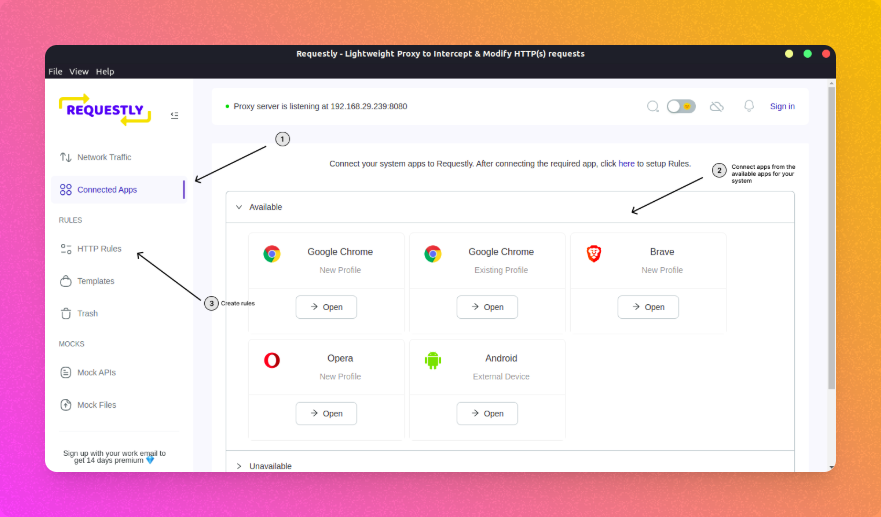 Requestly - Lightweight Proxy to Intercept & Modify HTTP(s) requests
File View Help
REQUESTLY
Proxy server is listening at 192.168.29.239:8080
Sign in
1
Network Traffic
Connected Apps
RULES
HTTP Rules
Templates
Trash
MOCKS
Mock APIs
Mock Files
Sign up with your work email to
get 14 days premium 💎
3 Create rules
Connect your system apps to Requestly. After connecting the required app, click here to setup Rules.
2
Connect apps from the
available apps for your
system
Available
Google Chrome
New Profile
Open
Google Chrome
Existing Profile
Open
Brave
New Profile
Open
Opera
New Profile
Open
Android
External Device
Open
Unavailable